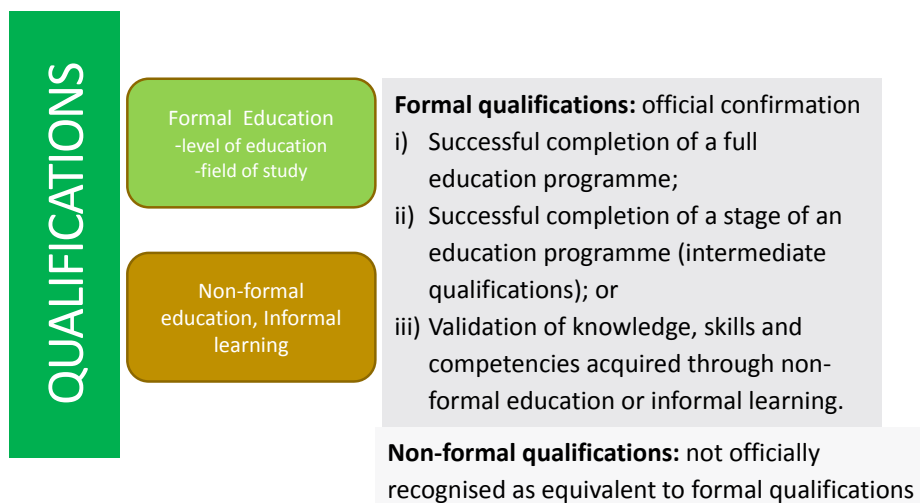 QUALIFICATIONS
Formal Education
-level of education
-field of study
Non-formal
education, Informal
learning
Formal qualifications: official confirmation
i) Successful completion of a full
education programme;
ii) Successful completion of a stage of an
education programme (intermediate
qualifications); or
iii) Validation of knowledge, skills and
competencies acquired through non-
formal education or informal learning.
Non-formal qualifications: not officially
recognised as equivalent to formal qualifications